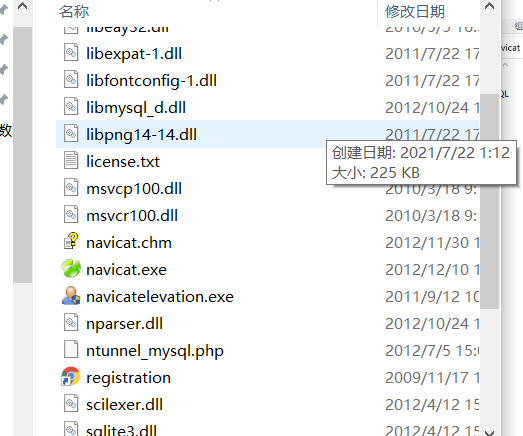 名称 修改日期
组
libeay32.dll
libexpat-1.dll 2011/7/22 17
avicat
libfontconfig-1.dll 2011/7/22 17
libmysql_d.dll 2012/10/24 1
QL
数
libpng14-14.dll 2011/7/22 17
创建日期: 2021/7/22 1:12
license.txt
大小: 225 KB
msvcp100.dll 2010/3/18 9:
msvcr100.dll 2010/3/18 9:
navicat.chm 2012/11/30 1
navicat.exe 2012/12/10 1
navicatelevation.exe 2011/9/12 10
nparser.dll 2012/10/24 1
ntunnel_mysql.php 2012/7/5 15:
registration 2009/11/17 1
scilexer.dll 2012/4/12 15
sqlite3.dll 2012/4/12 15